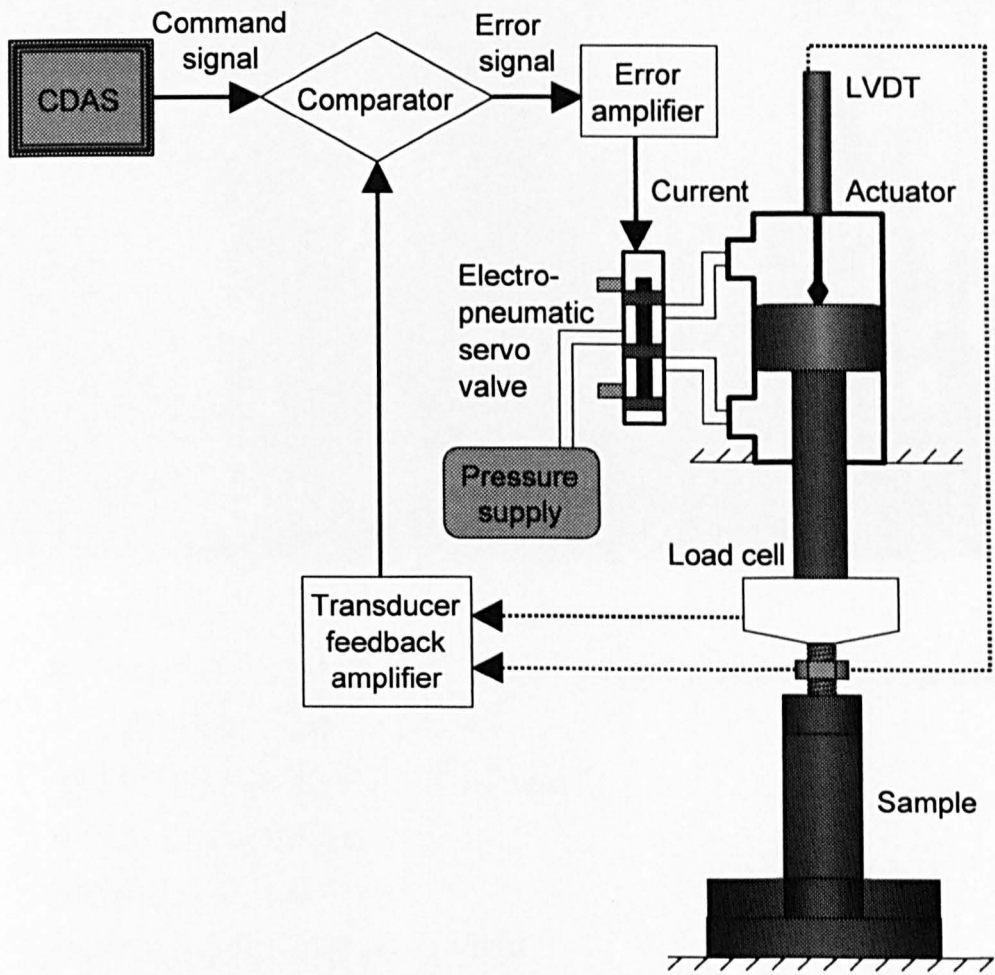 Command
signal
Error
signal
CDAS
Comparator
Error
amplifier
LVDT
Current
Actuator
Electro-
pneumatic
servo
valve
Pressure
supply
Load cell
Transducer
feedback
amplifier
Sample